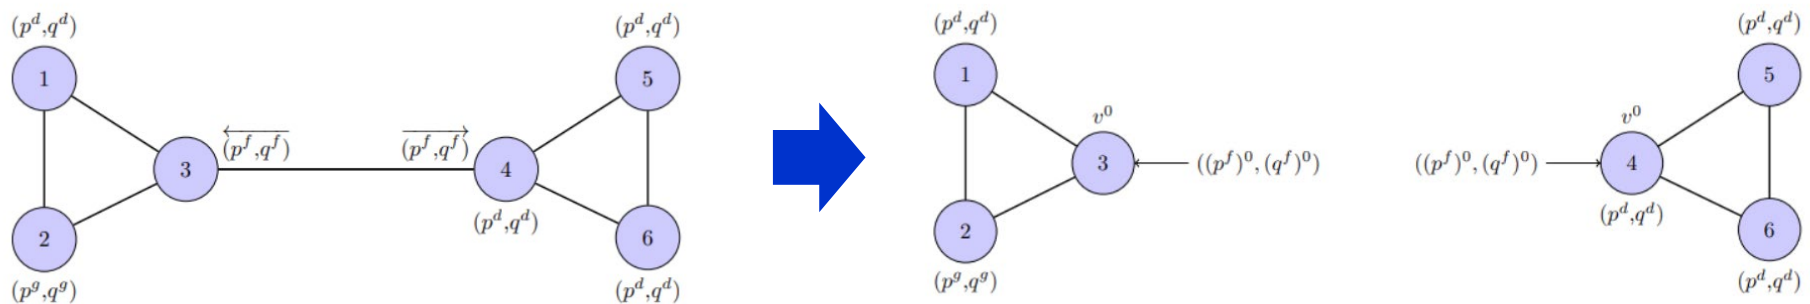 (p^d,q^d)
1
2
(p^g,q^g)
3
(p^f,q^f)
(p^f,q^f)
4
(p^d,q^d)
(p^d,q^d)
5
6
(p^d,q^d)
(p^d,q^d)
1
2
(p^g,q^g)
v^0
3
((p^f)^0,(q^f)^0)
((p^f)^0,(q^f)^0)
v^0
4
(p^d,q^d)
(p^d,q^d)
5
6
(p^d,q^d)